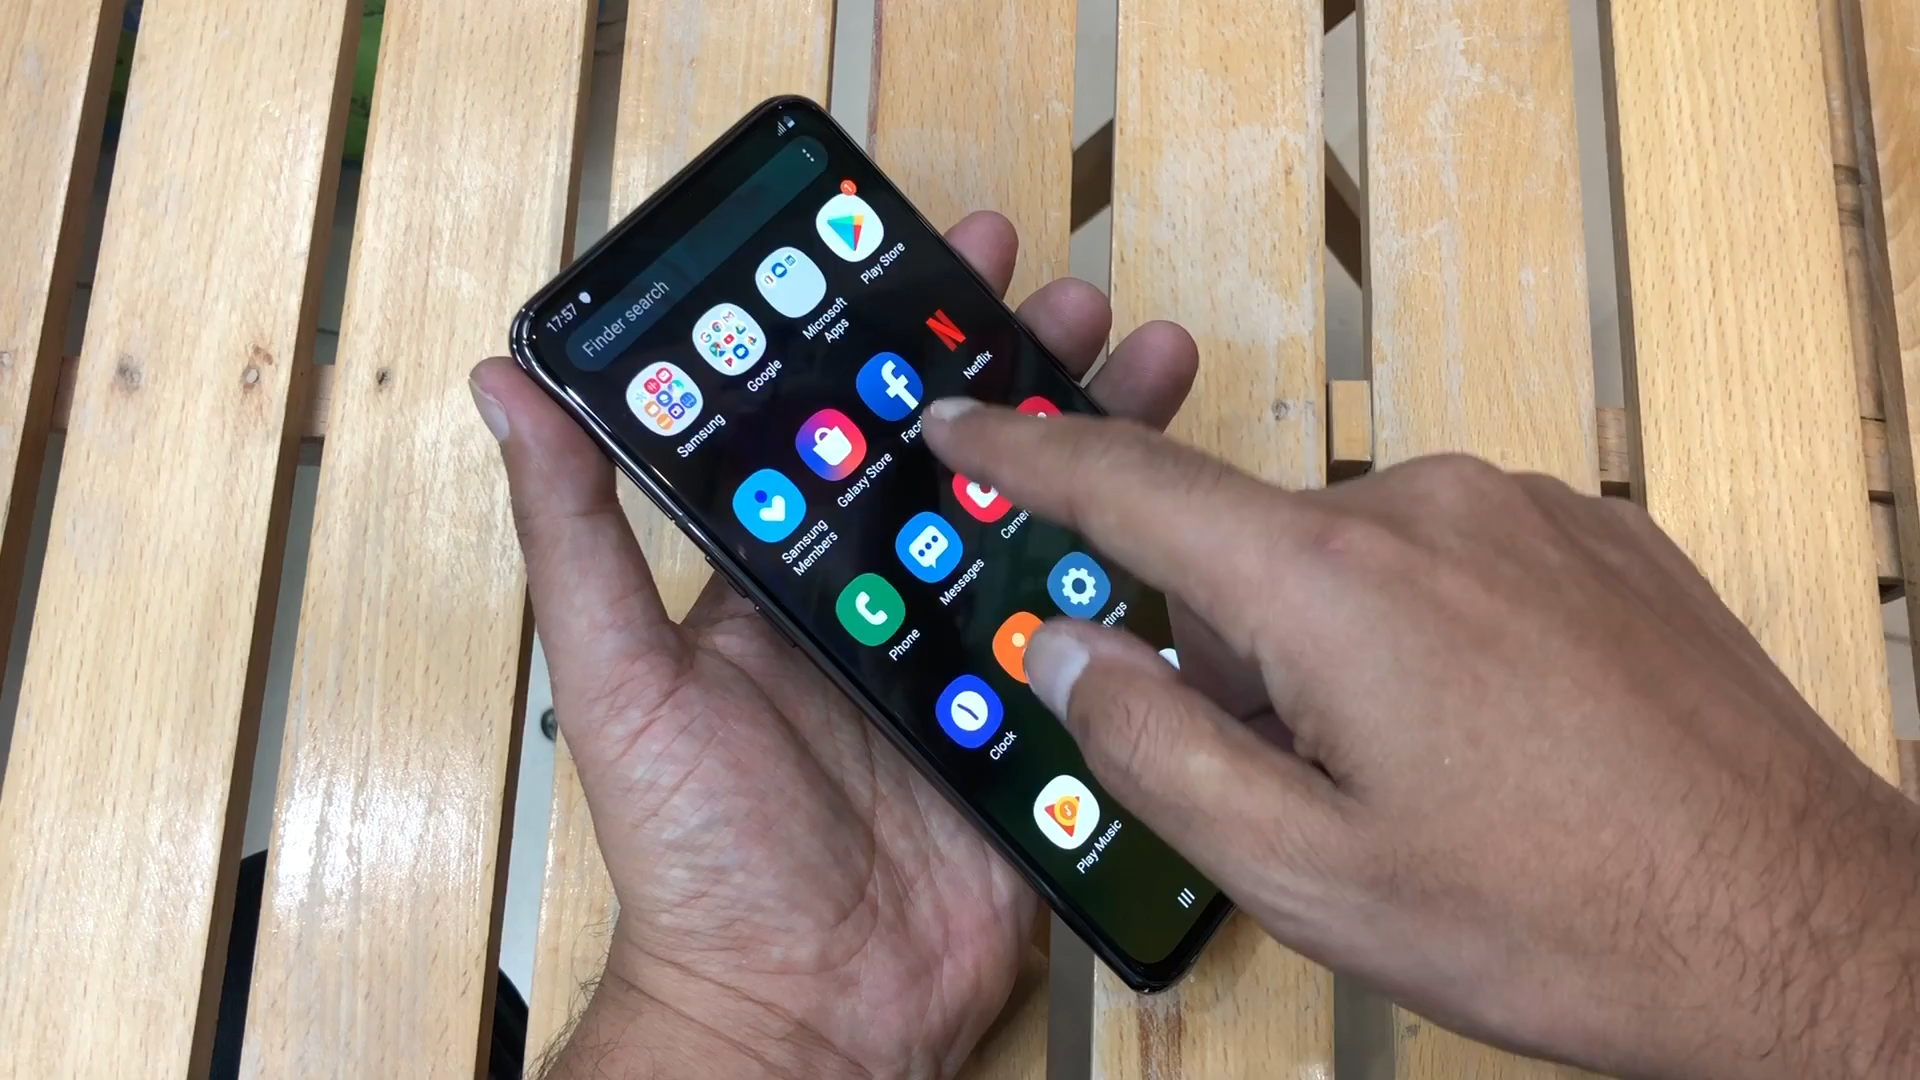 17:57
Finder search
Samsung
Google
Microsoft
Apps
Play Store
1
Samsung
Members
Galaxy Store
Netflix
Phone
Messages
Clock
Play Music